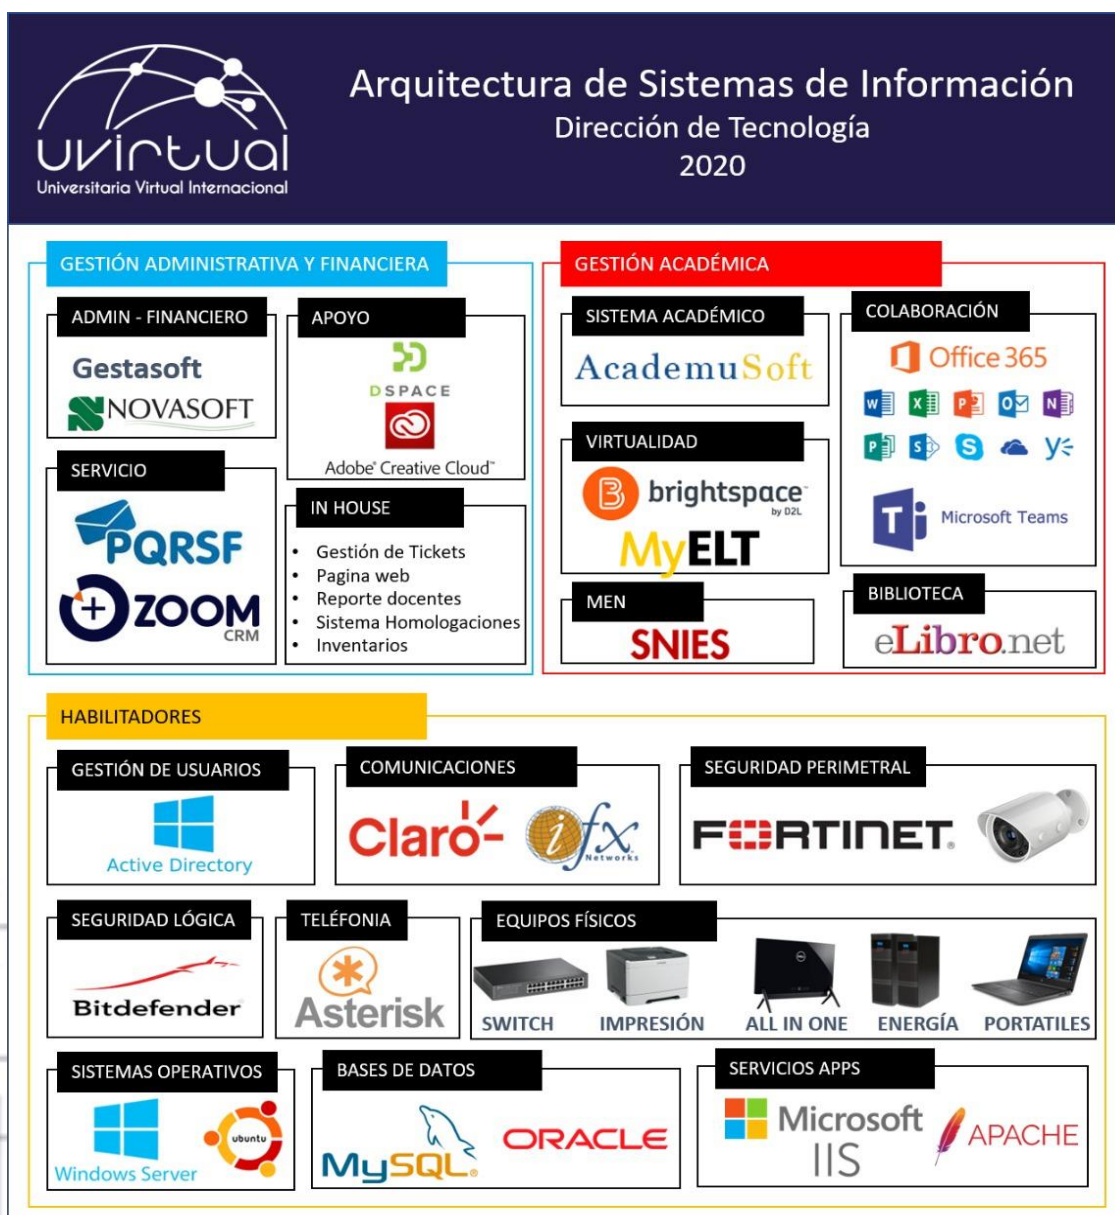 uvirtual
Universitaria Virtual Internacional
Arquitectura de Sistemas de Información
Dirección de Tecnología
2020
GESTIÓN ADMINISTRATIVA Y FINANCIERA
ADMIN - FINANCIERO
Gestasoft
NOVASOFT
APOYO
DSPACE
Adobe® Creative Cloud™
SERVICIO
PQRSF
ZOOM
CRM
IN HOUSE
• Gestión de Tickets
• Pagina web
• Reporte docentes
• Sistema Homologaciones
• Inventarios
GESTIÓN ACADÉMICA
SISTEMA ACADÉMICO
AcademuSoft
VIRTUALIDAD
B brightspace™
by D2L
MyELT
MEN
SNIES
COLABORACIÓN
Office 365
W X P O N
P S S y
T i Microsoft Teams
BIBLIOTECA
eLibro.net
HABILITADORES
GESTIÓN DE USUARIOS
Active Directory
COMUNICACIONES
Claro
ifx
Networks
SEGURIDAD PERIMETRAL
FORTINET®
SEGURIDAD LÓGICA
Bitdefender
TELÉFONIA
Asterisk
EQUIPOS FÍSICOS
SWITCH IMPRESIÓN ALL IN ONE ENERGÍA PORTATILES
SISTEMAS OPERATIVOS
Windows Server
ubuntu
BASES DE DATOS
MySQL®
ORACLE
SERVICIOS APPS
Microsoft
IIS
APACHE